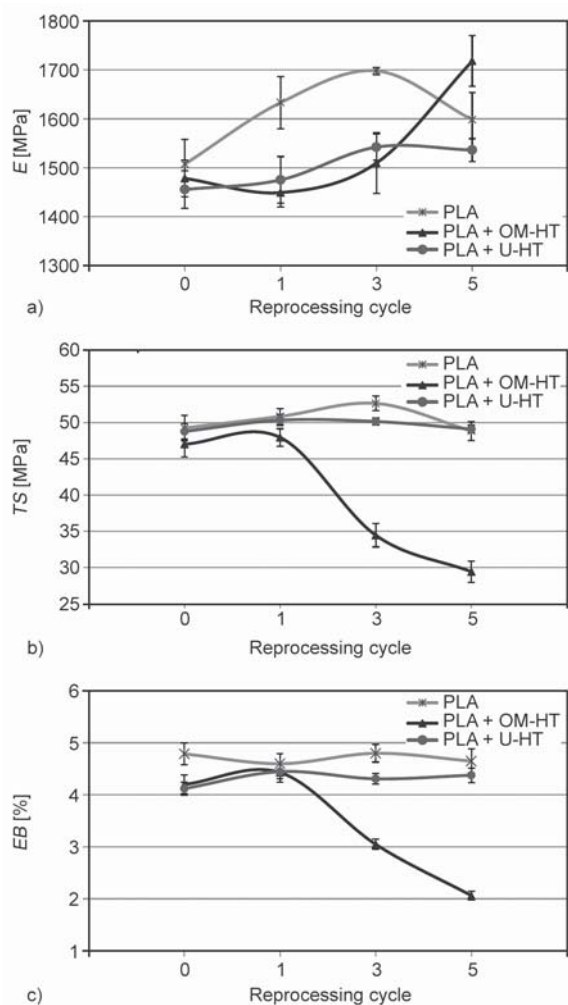 1800
1700
1600
1500
1400
1300
E [MPa]
PLA
PLA + OM-HT
PLA + U-HT
0 1 3 5
Reprocessing cycle
a)
60
55
50
45
40
35
30
25
TS [MPa]
PLA
PLA + OM-HT
PLA + U-HT
0 1 3 5
Reprocessing cycle
b)
6
5
4
3
2
1
EB [%]
PLA
PLA + OM-HT
PLA + U-HT
0 1 3 5
Reprocessing cycle
c)